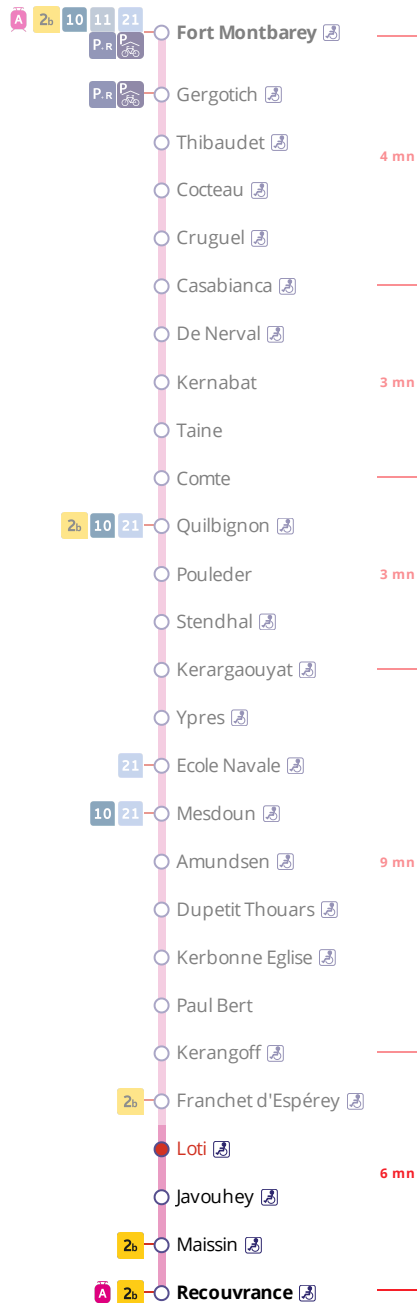 A 2b 10 11 21 Fort Montbarey
P+R P
P+R P Gergotich
Thibaudet
4 mn
Cocteau
Cruguel
Casabianca
De Nerval
Kernabat 3 mn
Taine
Comte
2b 10 21 Quilbignon
Pouleder 3 mn
Stendhal
Kerargaouyat
Ypres
21 Ecole Navale
10 21 Mesdoun
Amundsen 9 mn
Dupetit Thouars
Kerbonne Eglise
Paul Bert
Kerangoff
2b Franchet d'Espérey
Loti
6 mn
Javouhey
2b Maissin
A 2b Recouvrance